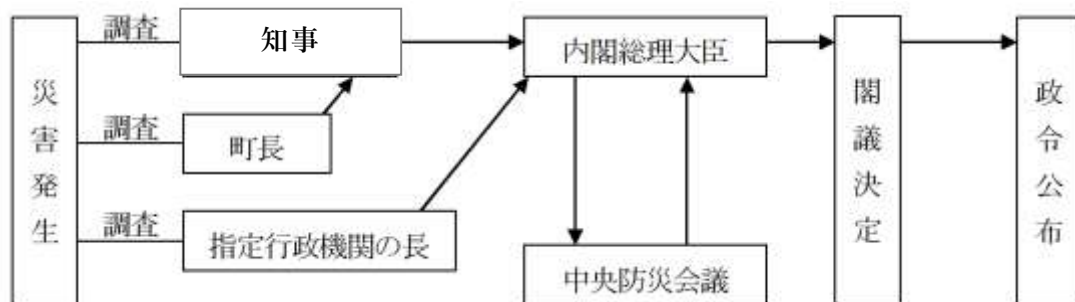 災害発生
調査
知事
調査
町長
調査
指定行政機関の長
内閣総理大臣
中央防災会議
閣議決定
政令公布